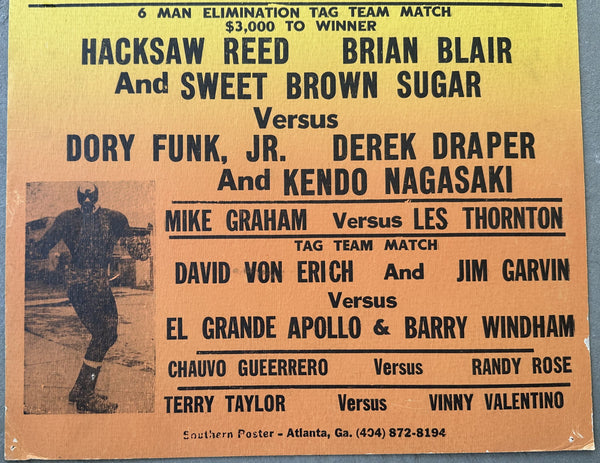 6 MAN ELIMINATION TAG TEAM MATCH
$3,000 TO WINNER
HACKSAW REED BRIAN BLAIR
And SWEET BROWN SUGAR
Versus
DORY FUNK, JR. DEREK DRAPER
And KENDO NAGASAKI
MIKE GRAHAM Versus LES THORNTON
TAG TEAM MATCH
DAVID VON ERICH And JIM GARVIN
Versus
EL GRANDE APOLLO & BARRY WINDHAM
CHAUVO GUEERRERO Versus RANDY ROSE
TERRY TAYLOR Versus VINNY VALENTINO
Southern Poster - Atlanta, Ga. (404) 872-8194